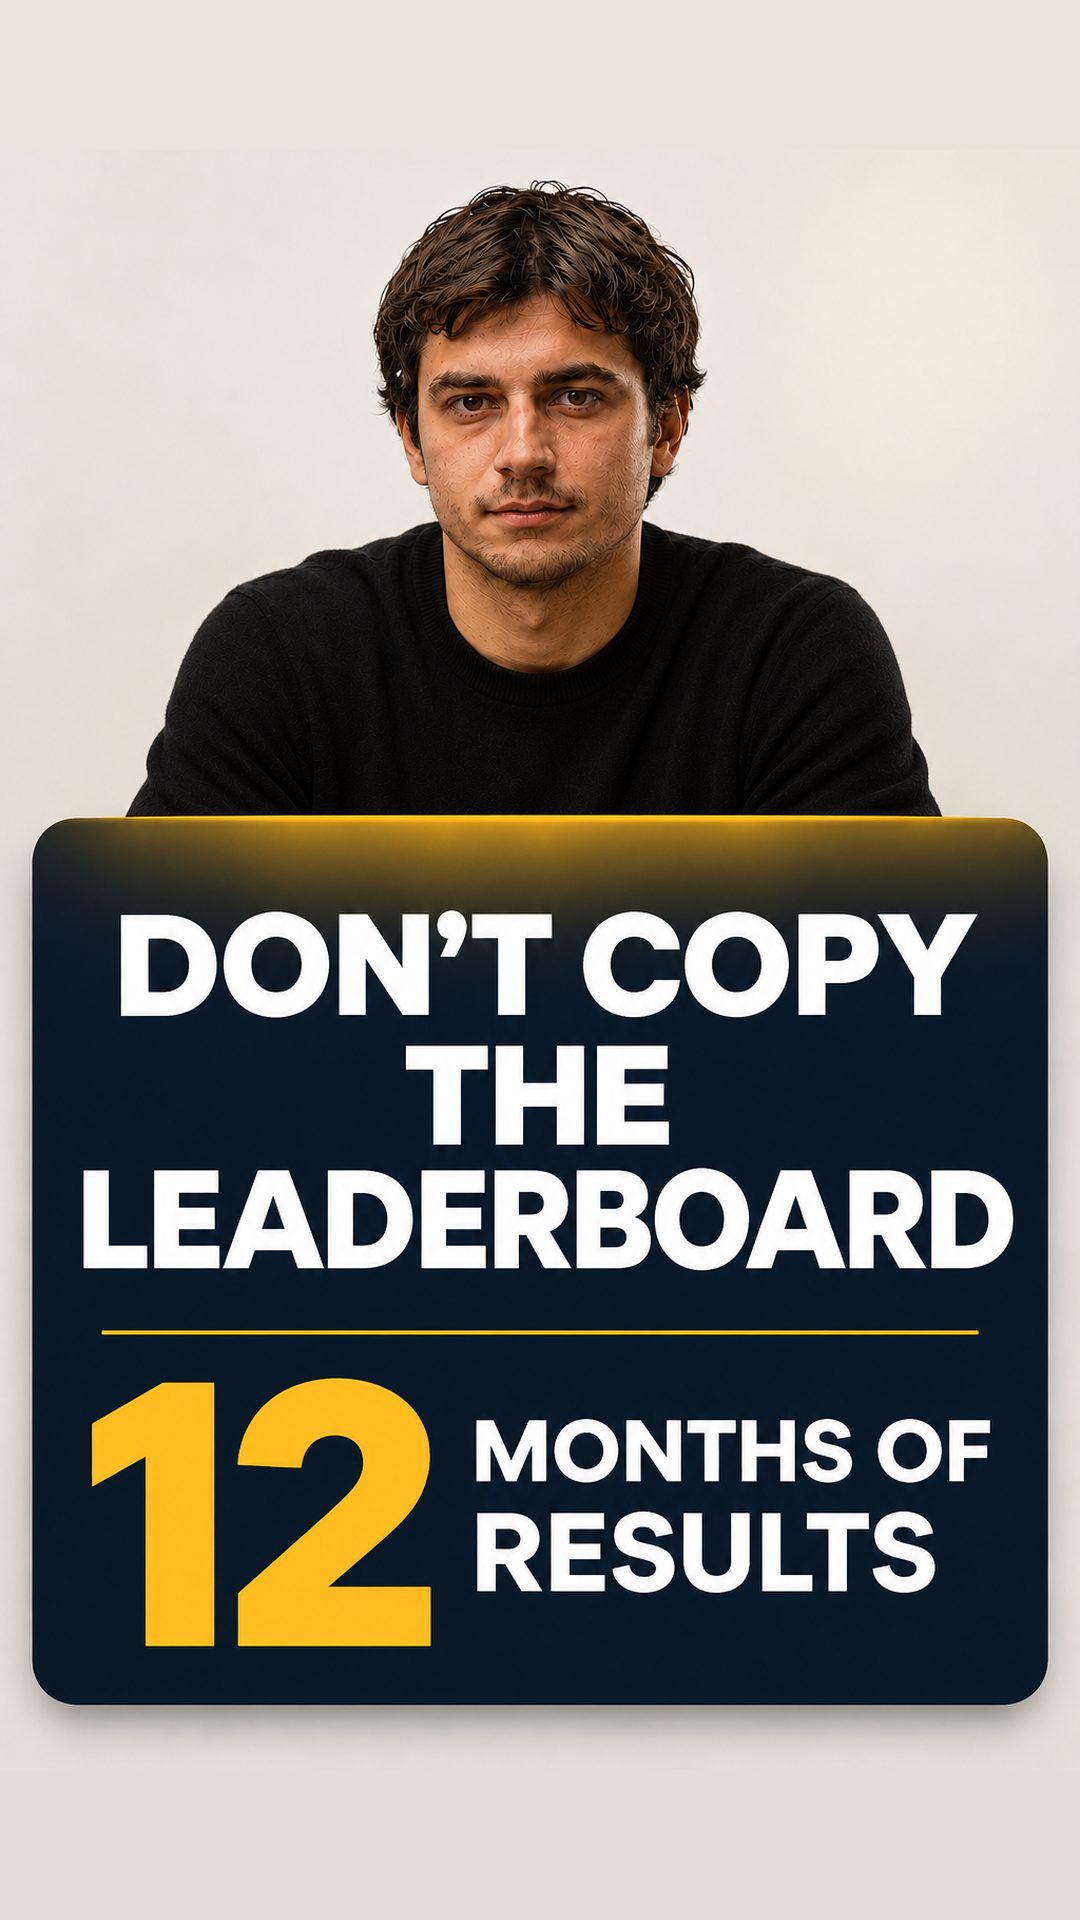 DON’T COPY
THE
LEADERBOARD
12
MONTHS OF
RESULTS